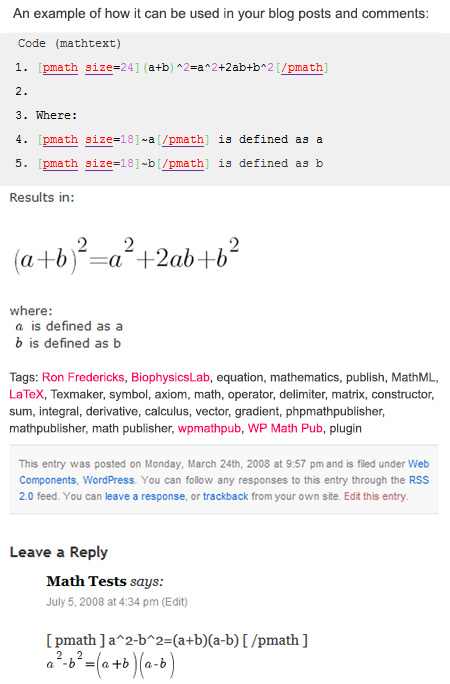 An example of how it can be used in your blog posts and comments:
Code (mathtext)
1. [pmath size=24](a+b)^2=a^2+2ab+b^2[/pmath]
2.
3. Where:
4. [pmath size=18]~a[/pmath] is defined as a
5. [pmath size=18]~b[/pmath] is defined as b
Results in:
(a+b)²=a²+2ab+b²
where:
a is defined as a
b is defined as b
Tags: Ron Fredericks, BiophysicsLab, equation, mathematics, publish, MathML,
LaTeX, Texmaker, symbol, axiom, math, operator, delimiter, matrix, constructor,
sum, integral, derivative, calculus, vector, gradient, phpmathpublisher,
mathpublisher, math publisher, wpmathpub, WP Math Pub, plugin
This entry was posted on Monday, March 24th, 2008 at 9:57 pm and is filed under Web
Components, WordPress. You can follow any responses to this entry through the RSS
2.0 feed. You can leave a response, or trackback from your own site. Edit this entry.
Leave a Reply
Math Tests says:
July 5, 2008 at 4:34 pm (Edit)
[ pmath ] a^2-b^2=(a+b)(a-b) [ /pmath ]
a²-b²=(a+b)(a-b)